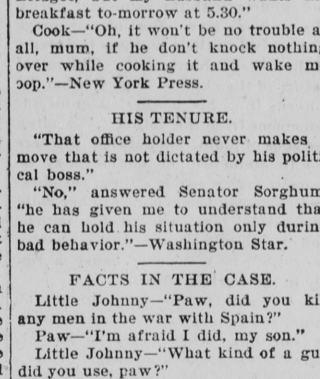 breakfast to-morrow at 5.30."
Cook—"Oh, it won't be no trouble a
all, mum, if he don't knock nothin
over while cooking it and wake m
oop."—New York Press.
HIS TENURE.
"That office holder never makes
move that is not dictated by his polit
cal boss."
"No," answered Senator Sorghum
"he has given me to understand tha
he can hold his situation only durin
bad behavior."—Washington Star.
FACTS IN THE CASE.
Little Johnny—"Paw, did you ki
any men in the war with Spain?"
Paw—"I'm afraid I did, my son."
Little Johnny—"What kind of a gu
did you use, paw?"